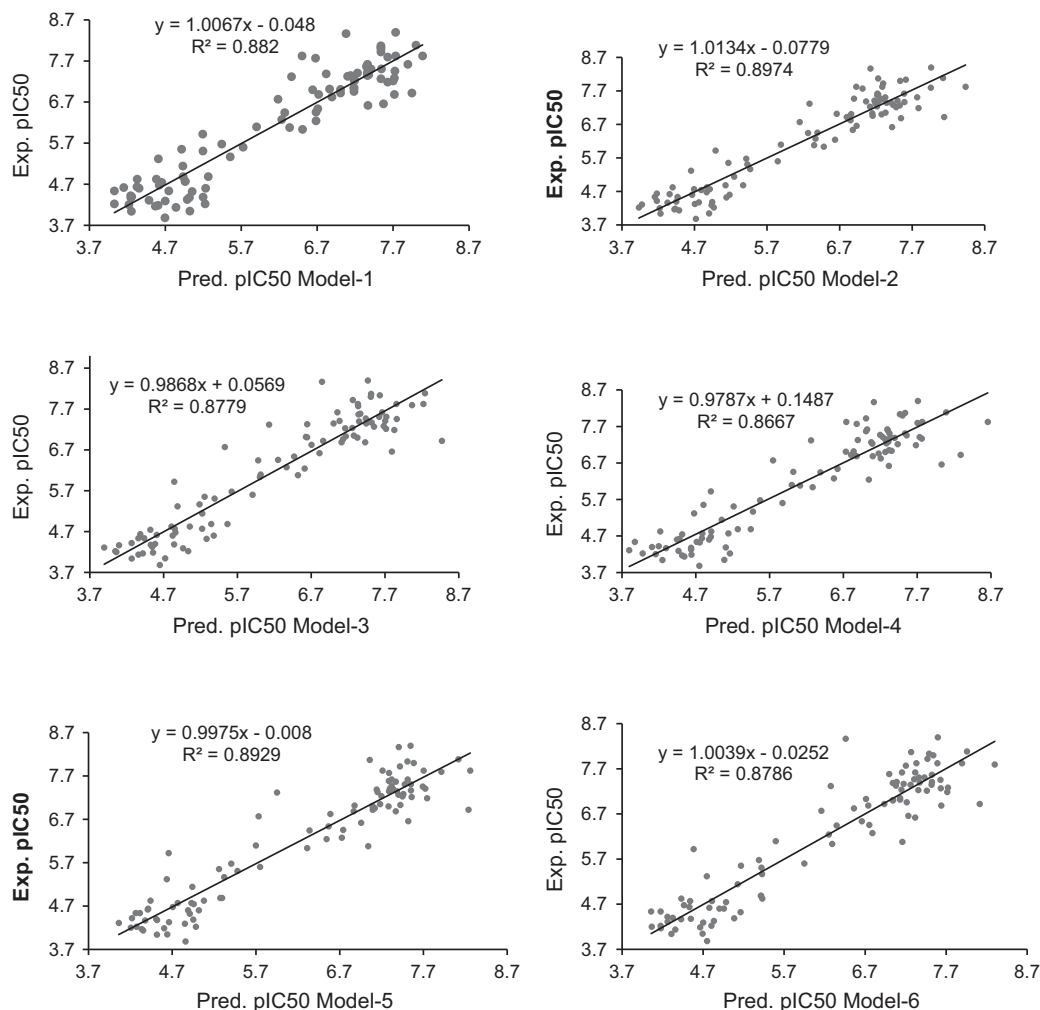 y = 1.0067x - 0.048
R² = 0.882
8.7
7.7
6.7
5.7
4.7
3.7
Exp. pIC50
3.7 4.7 5.7 6.7 7.7 8.7
Pred. pIC50 Model-1
y = 1.0134x - 0.0779
R² = 0.8974
8.7
7.7
6.7
5.7
4.7
3.7
Exp. pIC50
3.7 4.7 5.7 6.7 7.7 8.7
Pred. pIC50 Model-2
y = 0.9868x + 0.0569
R² = 0.8779
8.7
7.7
6.7
5.7
4.7
3.7
Exp. pIC50
3.7 4.7 5.7 6.7 7.7 8.7
Pred. pIC50 Model-3
y = 0.9787x + 0.1487
R² = 0.8667
8.7
7.7
6.7
5.7
4.7
3.7
Exp. pIC50
3.7 4.7 5.7 6.7 7.7 8.7
Pred. pIC50 Model-4
y = 0.9975x - 0.008
R² = 0.8929
8.7
7.7
6.7
5.7
4.7
3.7
Exp. pIC50
3.7 4.7 5.7 6.7 7.7 8.7
Pred. pIC50 Model-5
y = 1.0039x - 0.0252
R² = 0.8786
8.7
7.7
6.7
5.7
4.7
3.7
Exp. pIC50
3.7 4.7 5.7 6.7 7.7 8.7
Pred. pIC50 Model-6